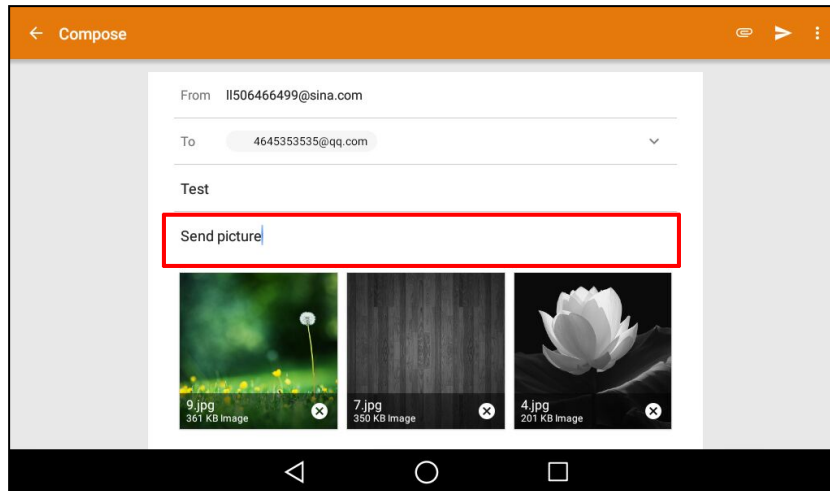 Compose
From ll506466499@sina.com
To 4645353535@qq.com
Test
Send picture
9.jpg
361 KB Image
7.jpg
350 KB Image
4.jpg
201 KB Image